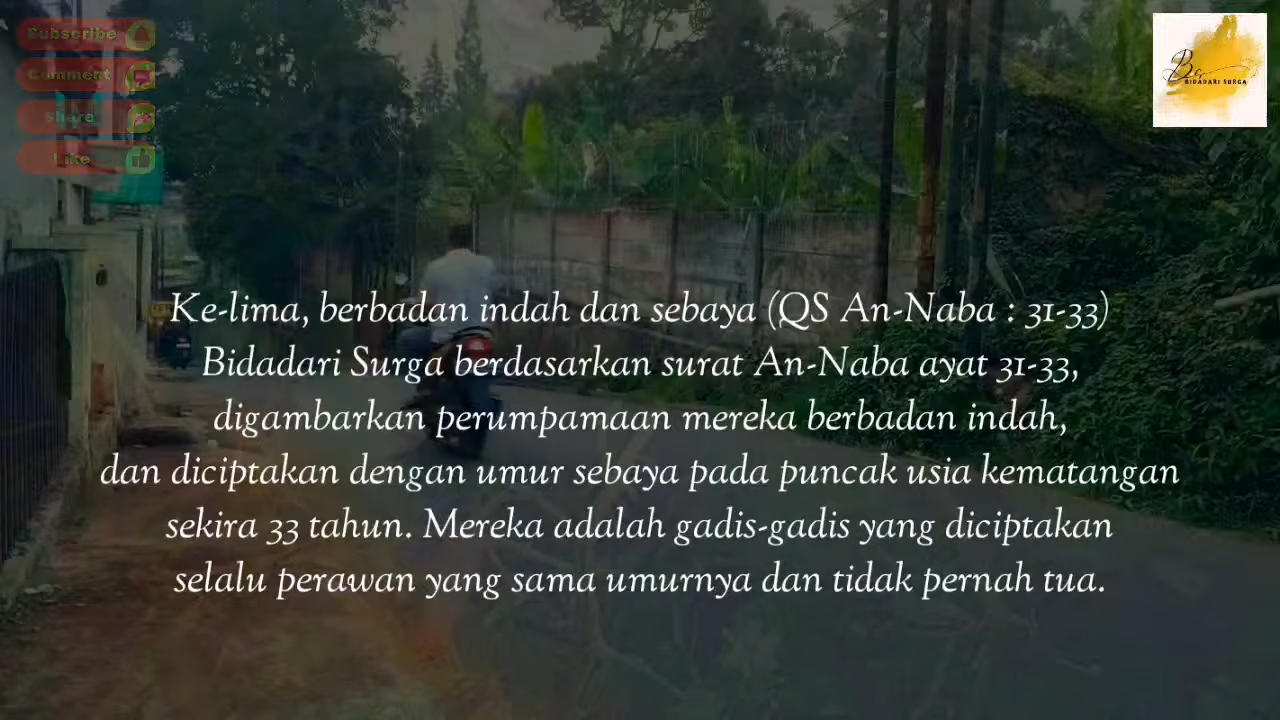 Subscribe
Comment
Share
Like
Bs
BIDADARI SURGA
Ke-lima, berbadan indah dan sebaya (QS An-Naba : 31-33)
Bidadari Surga berdasarkan surat An-Naba ayat 31-33,
digambarkan perumpamaan mereka berbadan indah,
dan diciptakan dengan umur sebaya pada puncak usia kematangan
sekira 33 tahun. Mereka adalah gadis-gadis yang diciptakan
selalu perawan yang sama umurnya dan tidak pernah tua.